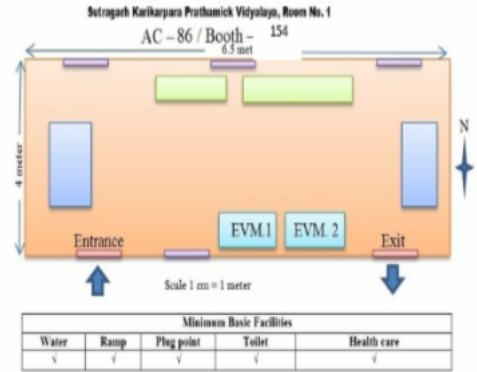 Sutragarh Karikarpara Prathamick Vidyalaya, Room No. 1
AC – 86 / Booth – 154
6.5 met
4 meter
N
EVM.1 EVM. 2
Entrance Exit
Scale 1 cm = 1 meter
Minimum Basic Facilities
Water Ramp Plug point Toilet Health care
√ √ √ √ √